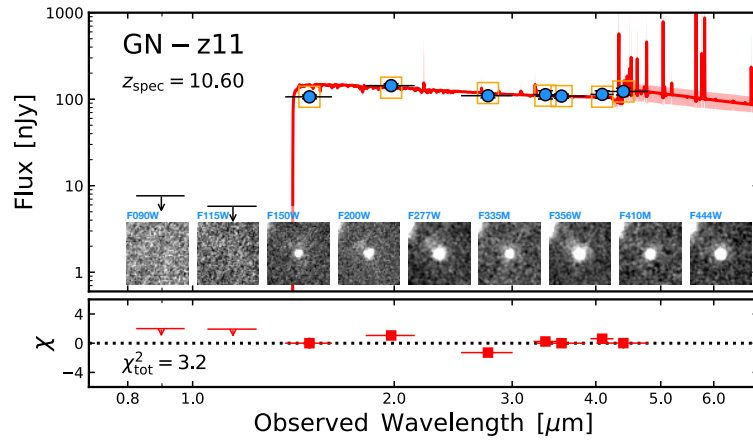 GN − z11
z_spec = 10.60
Flux [nJy]
1000
100
10
1
F090W F115W F150W F200W F277W F335M F356W F410M F444W
χ
4
0
−4
χ²_tot = 3.2
0.8 1.0 2.0 3.0 4.0 5.0 6.0
Observed Wavelength [μm]